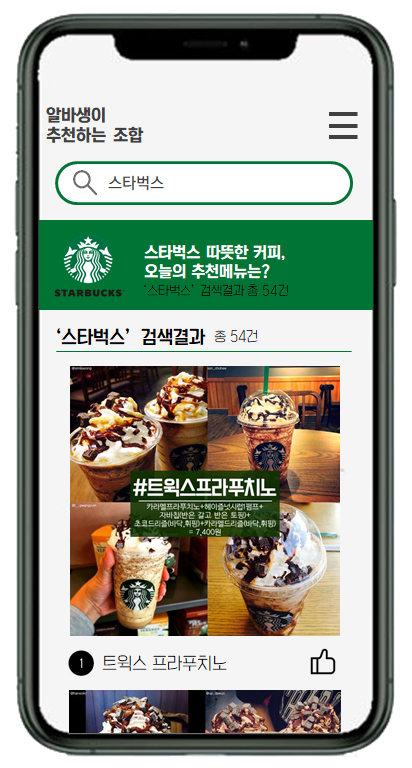 알바생이
추천하는 조합
스타벅스
스타벅스 따뜻한 커피,
오늘의 추천메뉴는?
'스타벅스' 검색결과 총 54건
STARBUCKS
‘스타벅스’ 검색결과 총 54건
#트윅스프라푸치노
카라멜프라푸치노+헤이즐넛시럽1펌프+
자바칩(반은 갈고 반은 토핑)+
초코드리즐(바닥,휘핑)+카라멜드리즐(바닥,휘핑)
= 7,400원
1 트윅스 프라푸치노